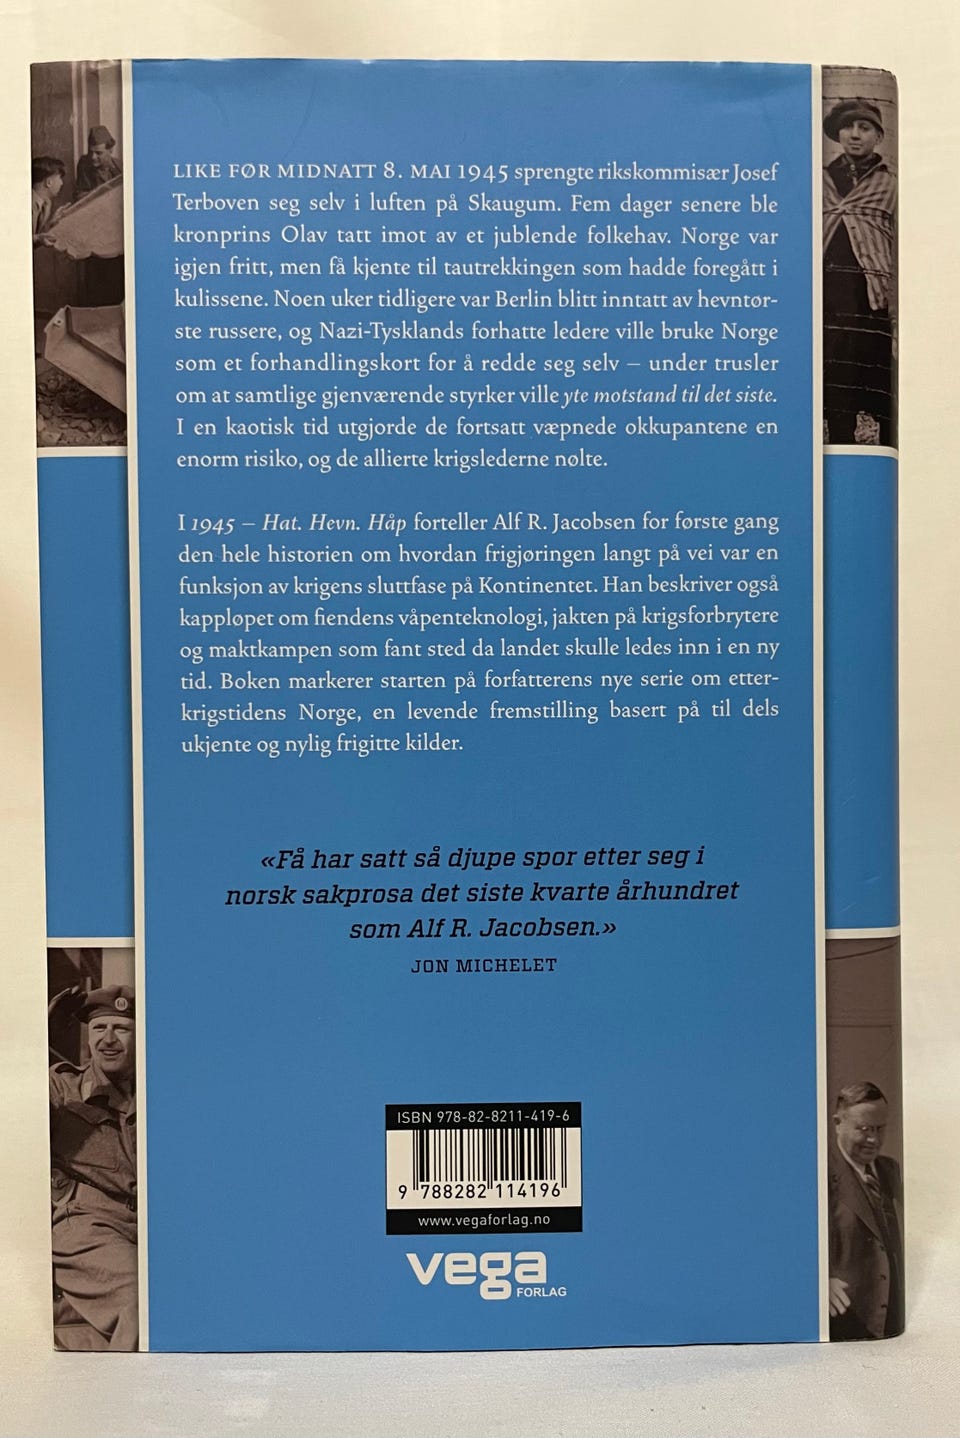 LIKE FØR MIDNATT 8. MAI 1945 sprengte rikskommisær Josef
Terboven seg selv i luften på Skaugum. Fem dager senere ble
kronprins Olav tatt imot av et jublende folkehav. Norge var
igjen fritt, men få kjente til tautrekkingen som hadde foregått i
kulissene. Noen uker tidligere var Berlin blitt inntatt av hevntør-
ste russere, og Nazi-Tysklands forhatte ledere ville bruke Norge
som et forhandlingskort for å redde seg selv – under trusler
om at samtlige gjenværende styrker ville yte motstand til det siste.
I en kaotisk tid utgjorde de fortsatt væpnede okkupantene en
enorm risiko, og de allierte krigslederne nølte.
I 1945 – Hat. Hevn. Håp forteller Alf R. Jacobsen for første gang
den hele historien om hvordan frigjøringen langt på vei var en
funksjon av krigens sluttfase på Kontinentet. Han beskriver også
kappløpet om fiendens våpenteknologi, jakten på krigsforbrytere
og maktkampen som fant sted da landet skulle ledes inn i en ny
tid. Boken markerer starten på forfatterens nye serie om etter-
krigstidens Norge, en levende fremstilling basert på til dels
ukjente og nylig frigitte kilder.
«Få har satt så djupe spor etter seg i
norsk sakprosa det siste kvarte århundret
som Alf R. Jacobsen.»
JON MICHELET
ISBN 978-82-8211-419-6
9 788282 114196
www.vegaforlag.no
vega
FORLAG